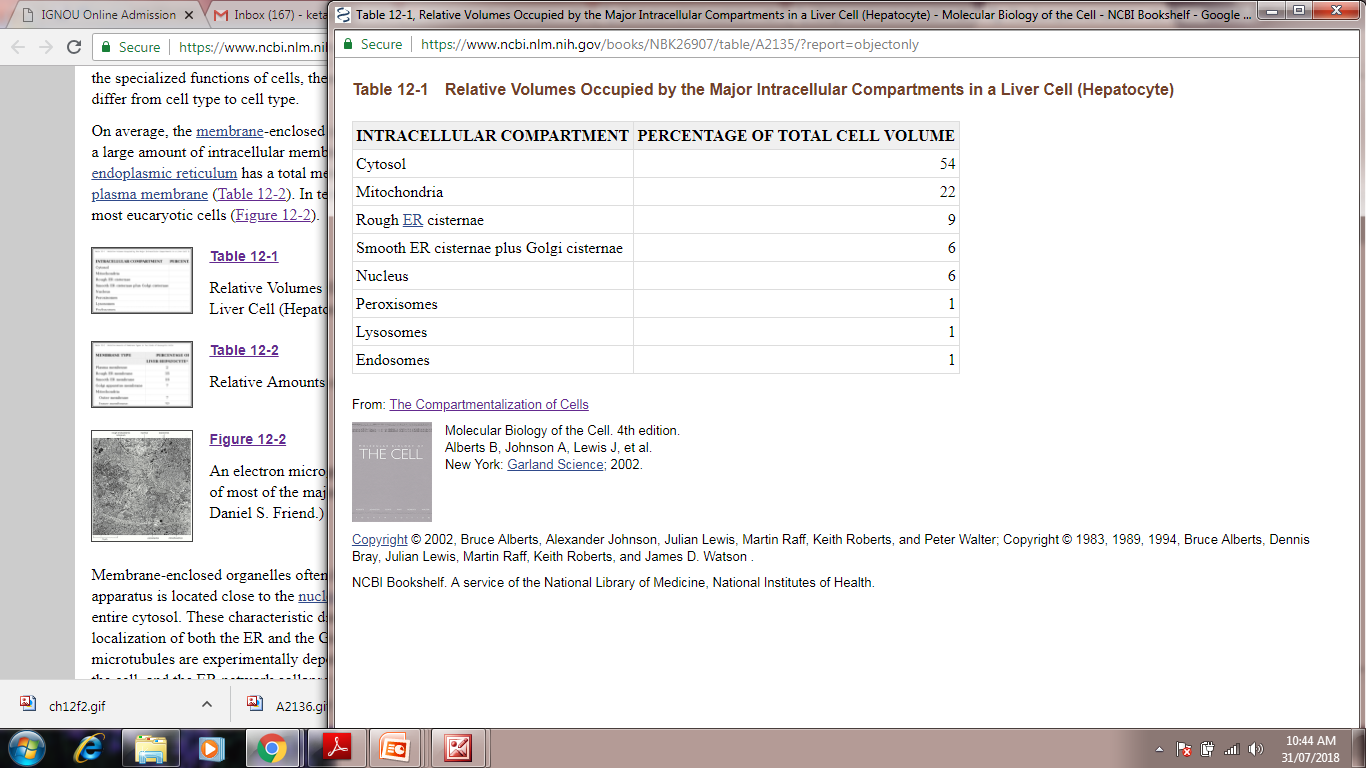 IGNOU Online Admission
Inbox (167) - keta
Table 12-1, Relative Volumes Occupied by the Major Intracellular Compartments in a Liver Cell (Hepatocyte) - Molecular Biology of the Cell - NCBI Bookshelf - Google ...
Secure https://www.ncbi.nlm.nil
Secure https://www.ncbi.nlm.nih.gov/books/NBK26907/table/A2135/?report=objectonly
the specialized functions of cells, the
differ from cell type to cell type.
On average, the membrane-enclosed
a large amount of intracellular memb
endoplasmic reticulum has a total me
plasma membrane (Table 12-2). In te
most eucaryotic cells (Figure 12-2).
Table 12-1
Relative Volumes
Liver Cell (Hepato
Table 12-2
Relative Amounts
Figure 12-2
An electron micro
of most of the maj
Daniel S. Friend.)
Membrane-enclosed organelles often
apparatus is located close to the nucl
entire cytosol. These characteristic d
localization of both the ER and the G
microtubules are experimentally depo
the cell, and the ER network collapse
Table 12-1 Relative Volumes Occupied by the Major Intracellular Compartments in a Liver Cell (Hepatocyte)
INTRACELLULAR COMPARTMENT PERCENTAGE OF TOTAL CELL VOLUME
Cytosol 54
Mitochondria 22
Rough ER cisternae 9
Smooth ER cisternae plus Golgi cisternae 6
Nucleus 6
Peroxisomes 1
Lysosomes 1
Endosomes 1
From: The Compartmentalization of Cells
THE CELL
Molecular Biology of the Cell. 4th edition.
Alberts B, Johnson A, Lewis J, et al.
New York: Garland Science; 2002.
Copyright © 2002, Bruce Alberts, Alexander Johnson, Julian Lewis, Martin Raff, Keith Roberts, and Peter Walter; Copyright © 1983, 1989, 1994, Bruce Alberts, Dennis
Bray, Julian Lewis, Martin Raff, Keith Roberts, and James D. Watson .
NCBI Bookshelf. A service of the National Library of Medicine, National Institutes of Health.
ch12f2.gif
A2136.gi
10:44 AM
31/07/2018